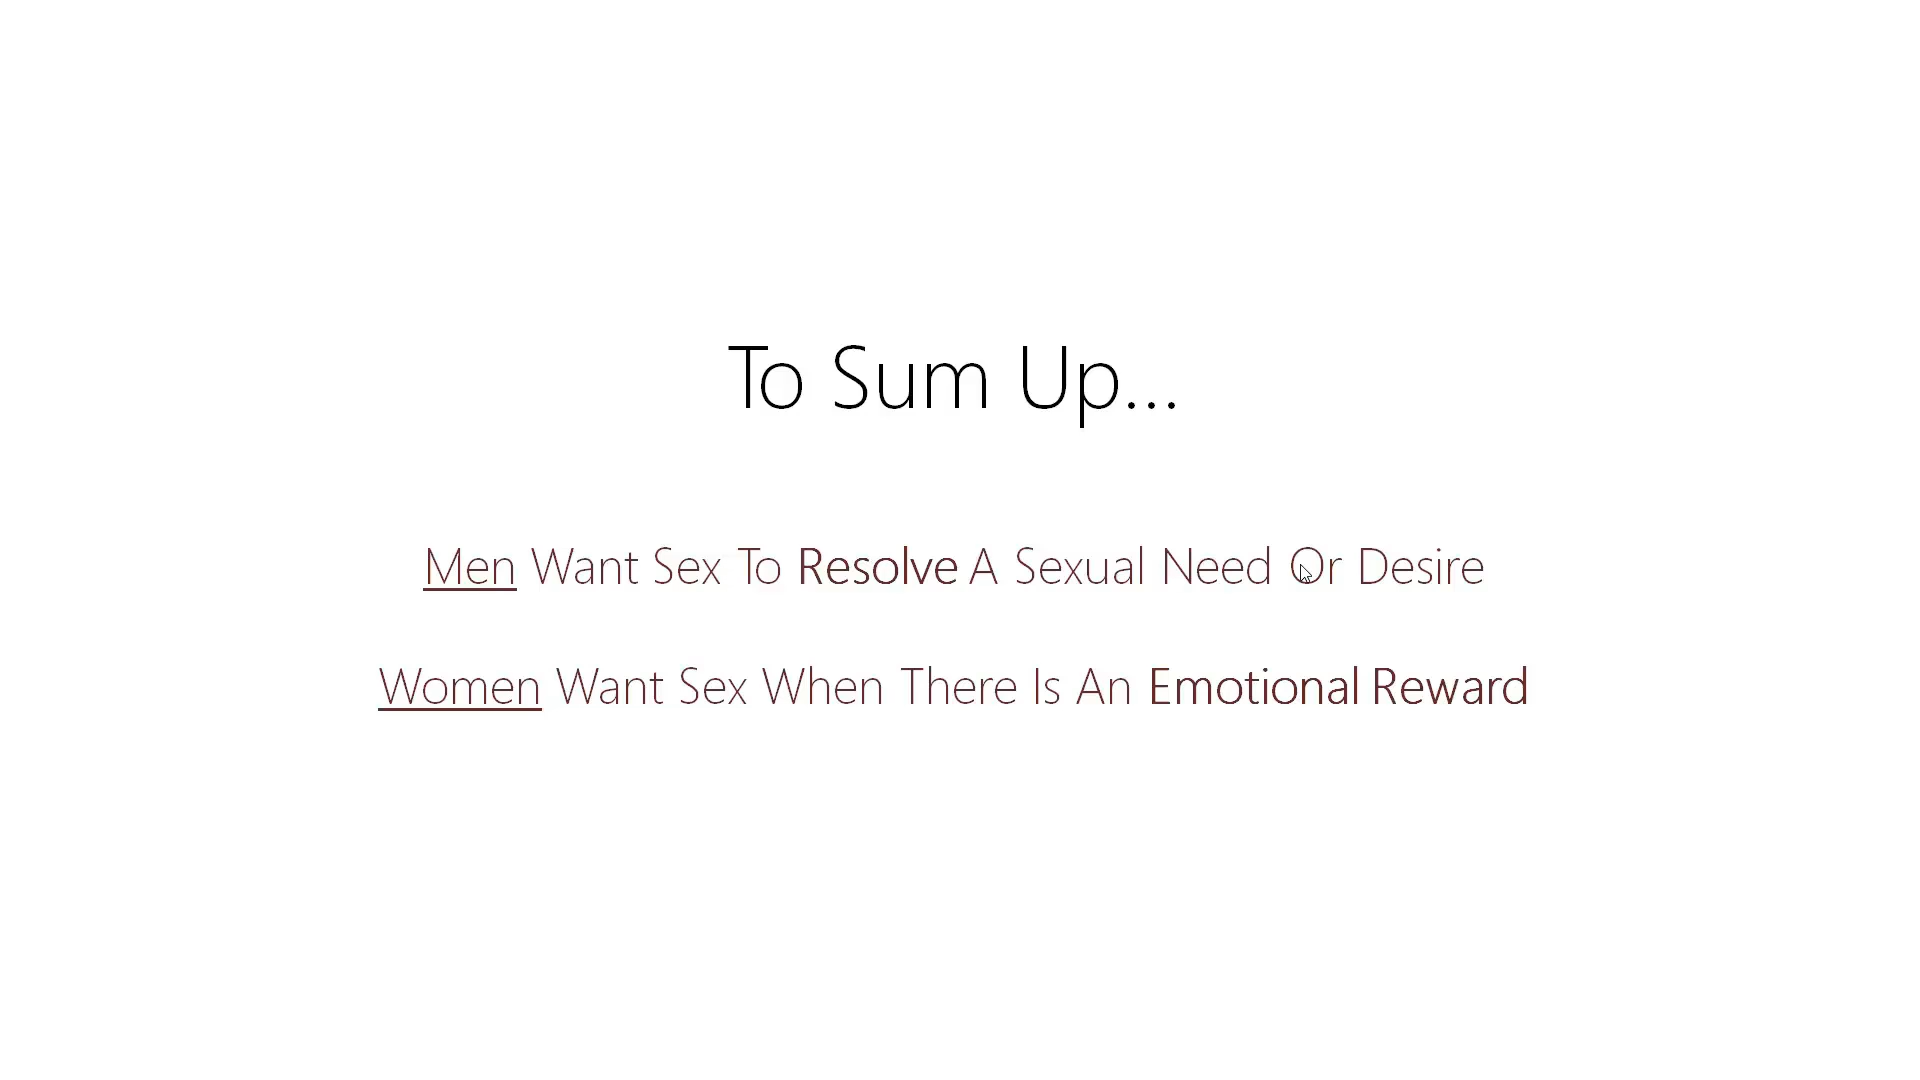 To Sum Up...
Men Want Sex To Resolve A Sexual Need Or Desire
Women Want Sex When There Is An Emotional Reward